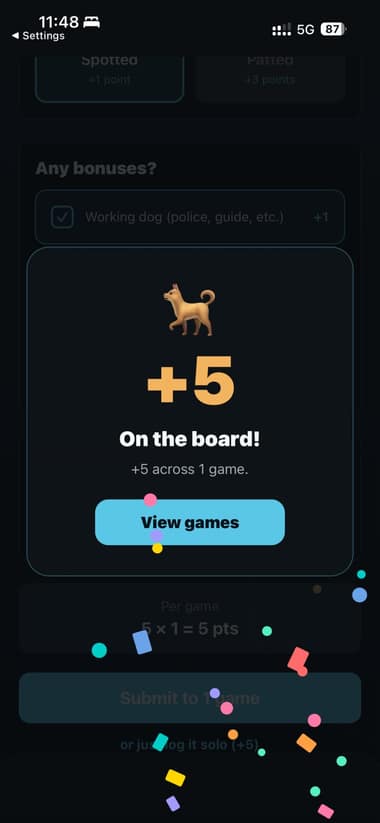 11:48
5G 87
◀ Settings
Spotted
Patted
+1 point
+3 points
Any bonuses?
Working dog (police, guide, etc.) +1
+5
On the board!
+5 across 1 game.
View games
Per game
5 × 1 = 5 pts
Submit to 1 game
or just log it solo (+5)